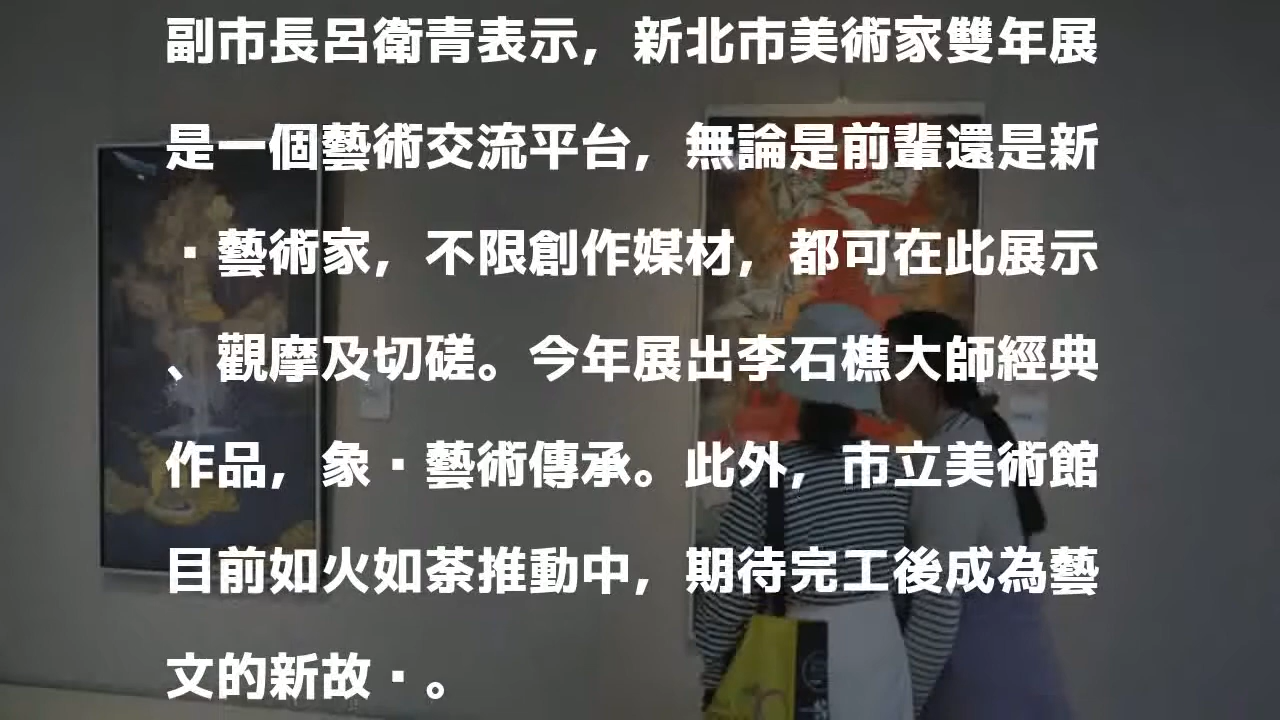 副市長呂衛青表示，新北市美術家雙年展
是一個藝術交流平台，無論是前輩還是新
▪藝術家，不限創作媒材，都可在此展示
、觀摩及切磋。今年展出李石樵大師經典
作品，象▪藝術傳承。此外，市立美術館
目前如火如荼推動中，期待完工後成為藝
文的新故▪。